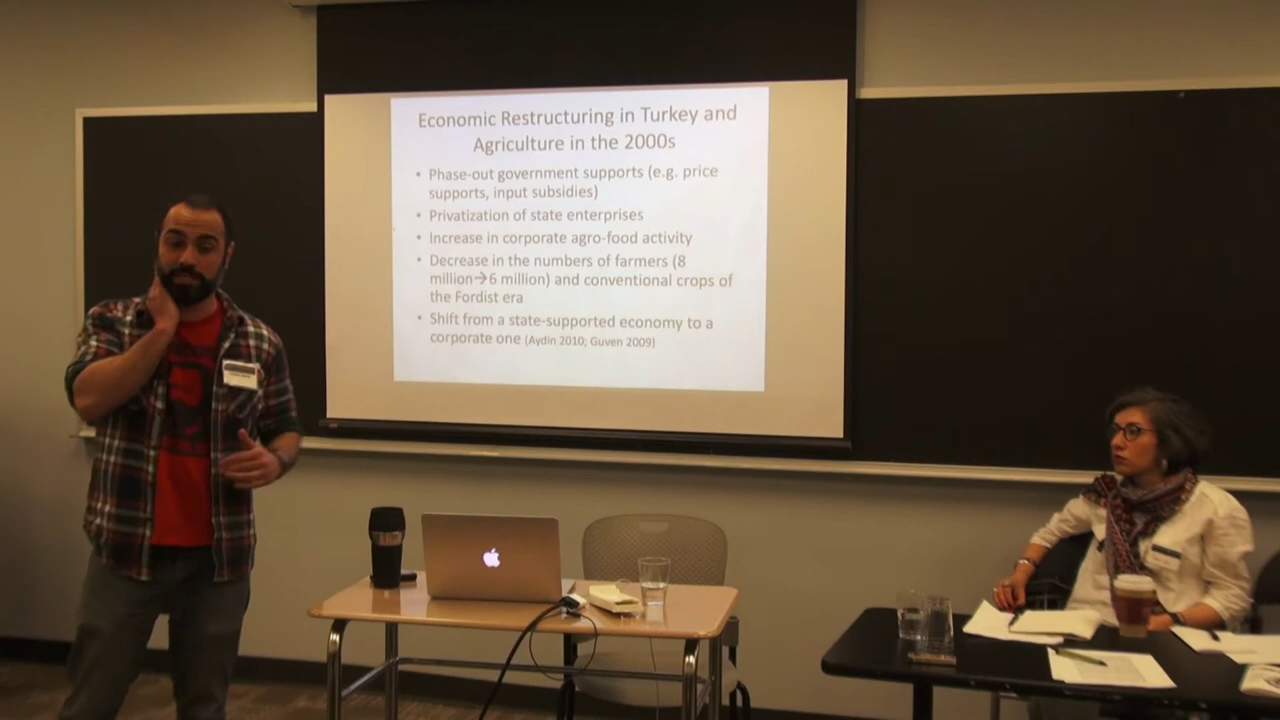 Economic Restructuring in Turkey and
Agriculture in the 2000s
• Phase-out government supports (e.g. price
supports, input subsidies)
• Privatization of state enterprises
• Increase in corporate agro-food activity
• Decrease in the numbers of farmers (8
million→6 million) and conventional crops of
the Fordist era
• Shift from a state-supported economy to a
corporate one (Aydin 2010; Guven 2009)